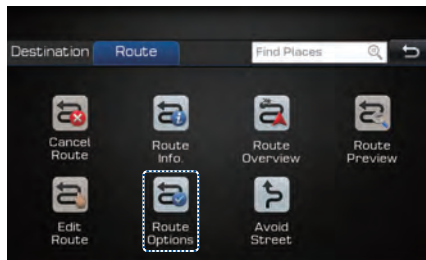 Destination Route Find Places
Cancel Route Route Route
Route Info. Overview Preview
Edit Route Avoid
Route Options Street